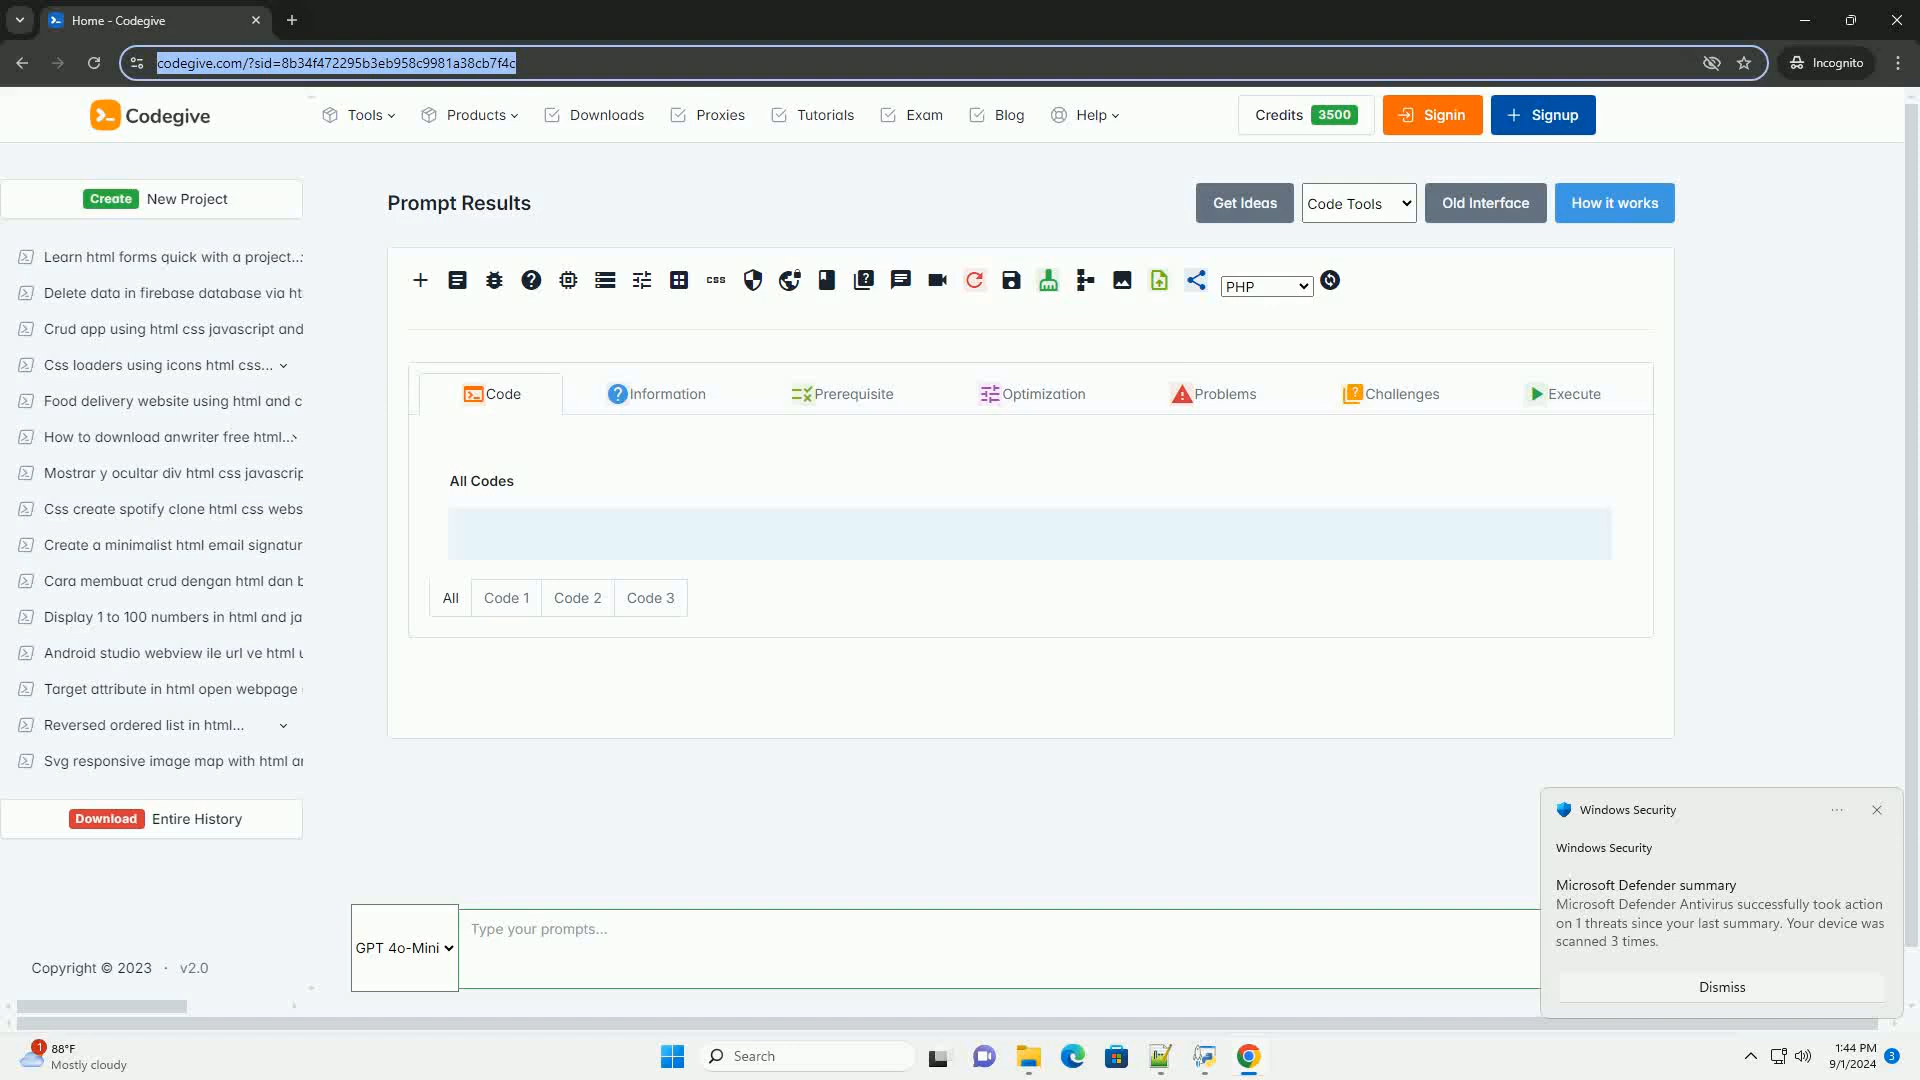 Home - Codegive
codegive.com/?sid=8b34f472295b3eb958c9981a38cb7f4c
Incognito
Codegive
Tools
Products
Downloads
Proxies
Tutorials
Exam
Blog
Help
Credits 3500
Signin
Signup
Create New Project
Prompt Results
Get Ideas
Code Tools
Old Interface
How it works
Learn html forms quick with a project...
Delete data in firebase database via ht
Crud app using html css javascript and
Css loaders using icons html css...
Food delivery website using html and c
How to download anwriter free html...
Mostrar y ocultar div html css javascrip
Css create spotify clone html css webs
Create a minimalist html email signatur
Cara membuat crud dengan html dan b
Display 1 to 100 numbers in html and ja
Android studio webview ile url ve html u
Target attribute in html open webpage
Reversed ordered list in html...
Svg responsive image map with html ar
Download Entire History
Copyright © 2023 · v2.0
css
PHP
Code
Information
Prerequisite
Optimization
Problems
Challenges
Execute
All Codes
All
Code 1
Code 2
Code 3
GPT 4o-Mini
Type your prompts...
Windows Security
Windows Security
Microsoft Defender summary
Microsoft Defender Antivirus successfully took action
on 1 threats since your last summary. Your device was
scanned 3 times.
Dismiss
1
88°F
Mostly cloudy
Search
1:44 PM
9/1/2024
3